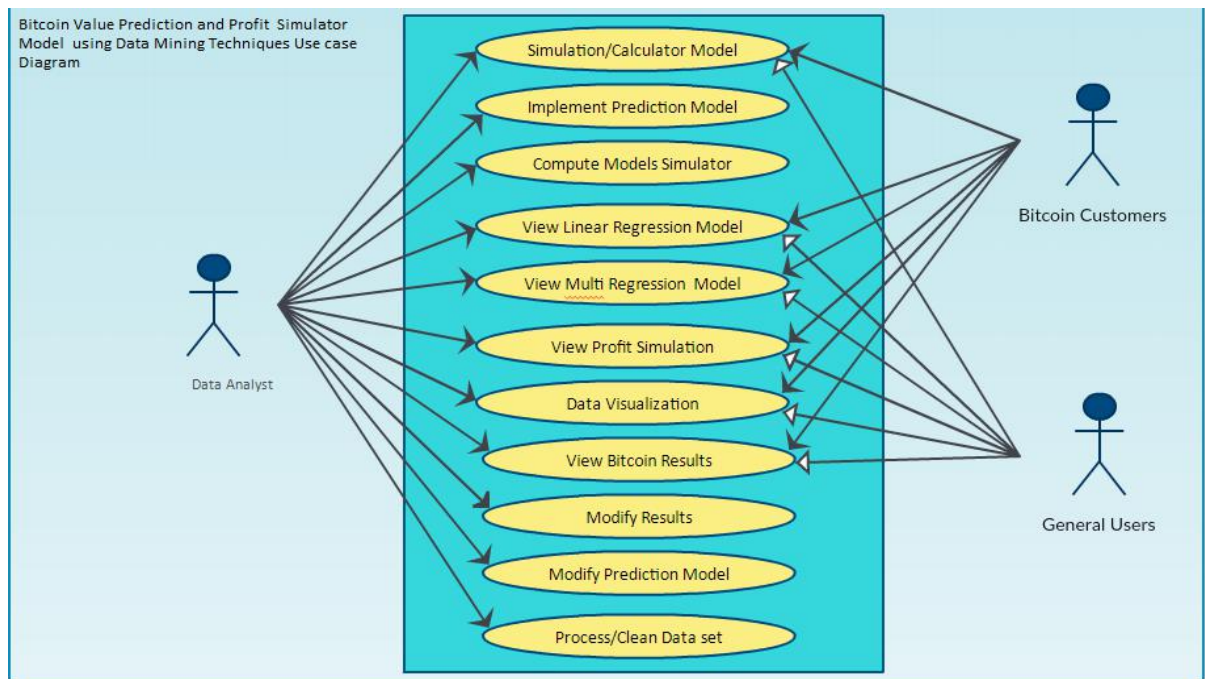 Bitcoin Value Prediction and Profit Simulator
Model using Data Mining Techniques Use case
Diagram
Simulation/Calculator Model
Implement Prediction Model
Compute Models Simulator
View Linear Regression Model
View Multi Regression Model
View Profit Simulation
Data Visualization
View Bitcoin Results
Modify Results
Modify Prediction Model
Process/Clean Data set
Data Analyst
Bitcoin Customers
General Users